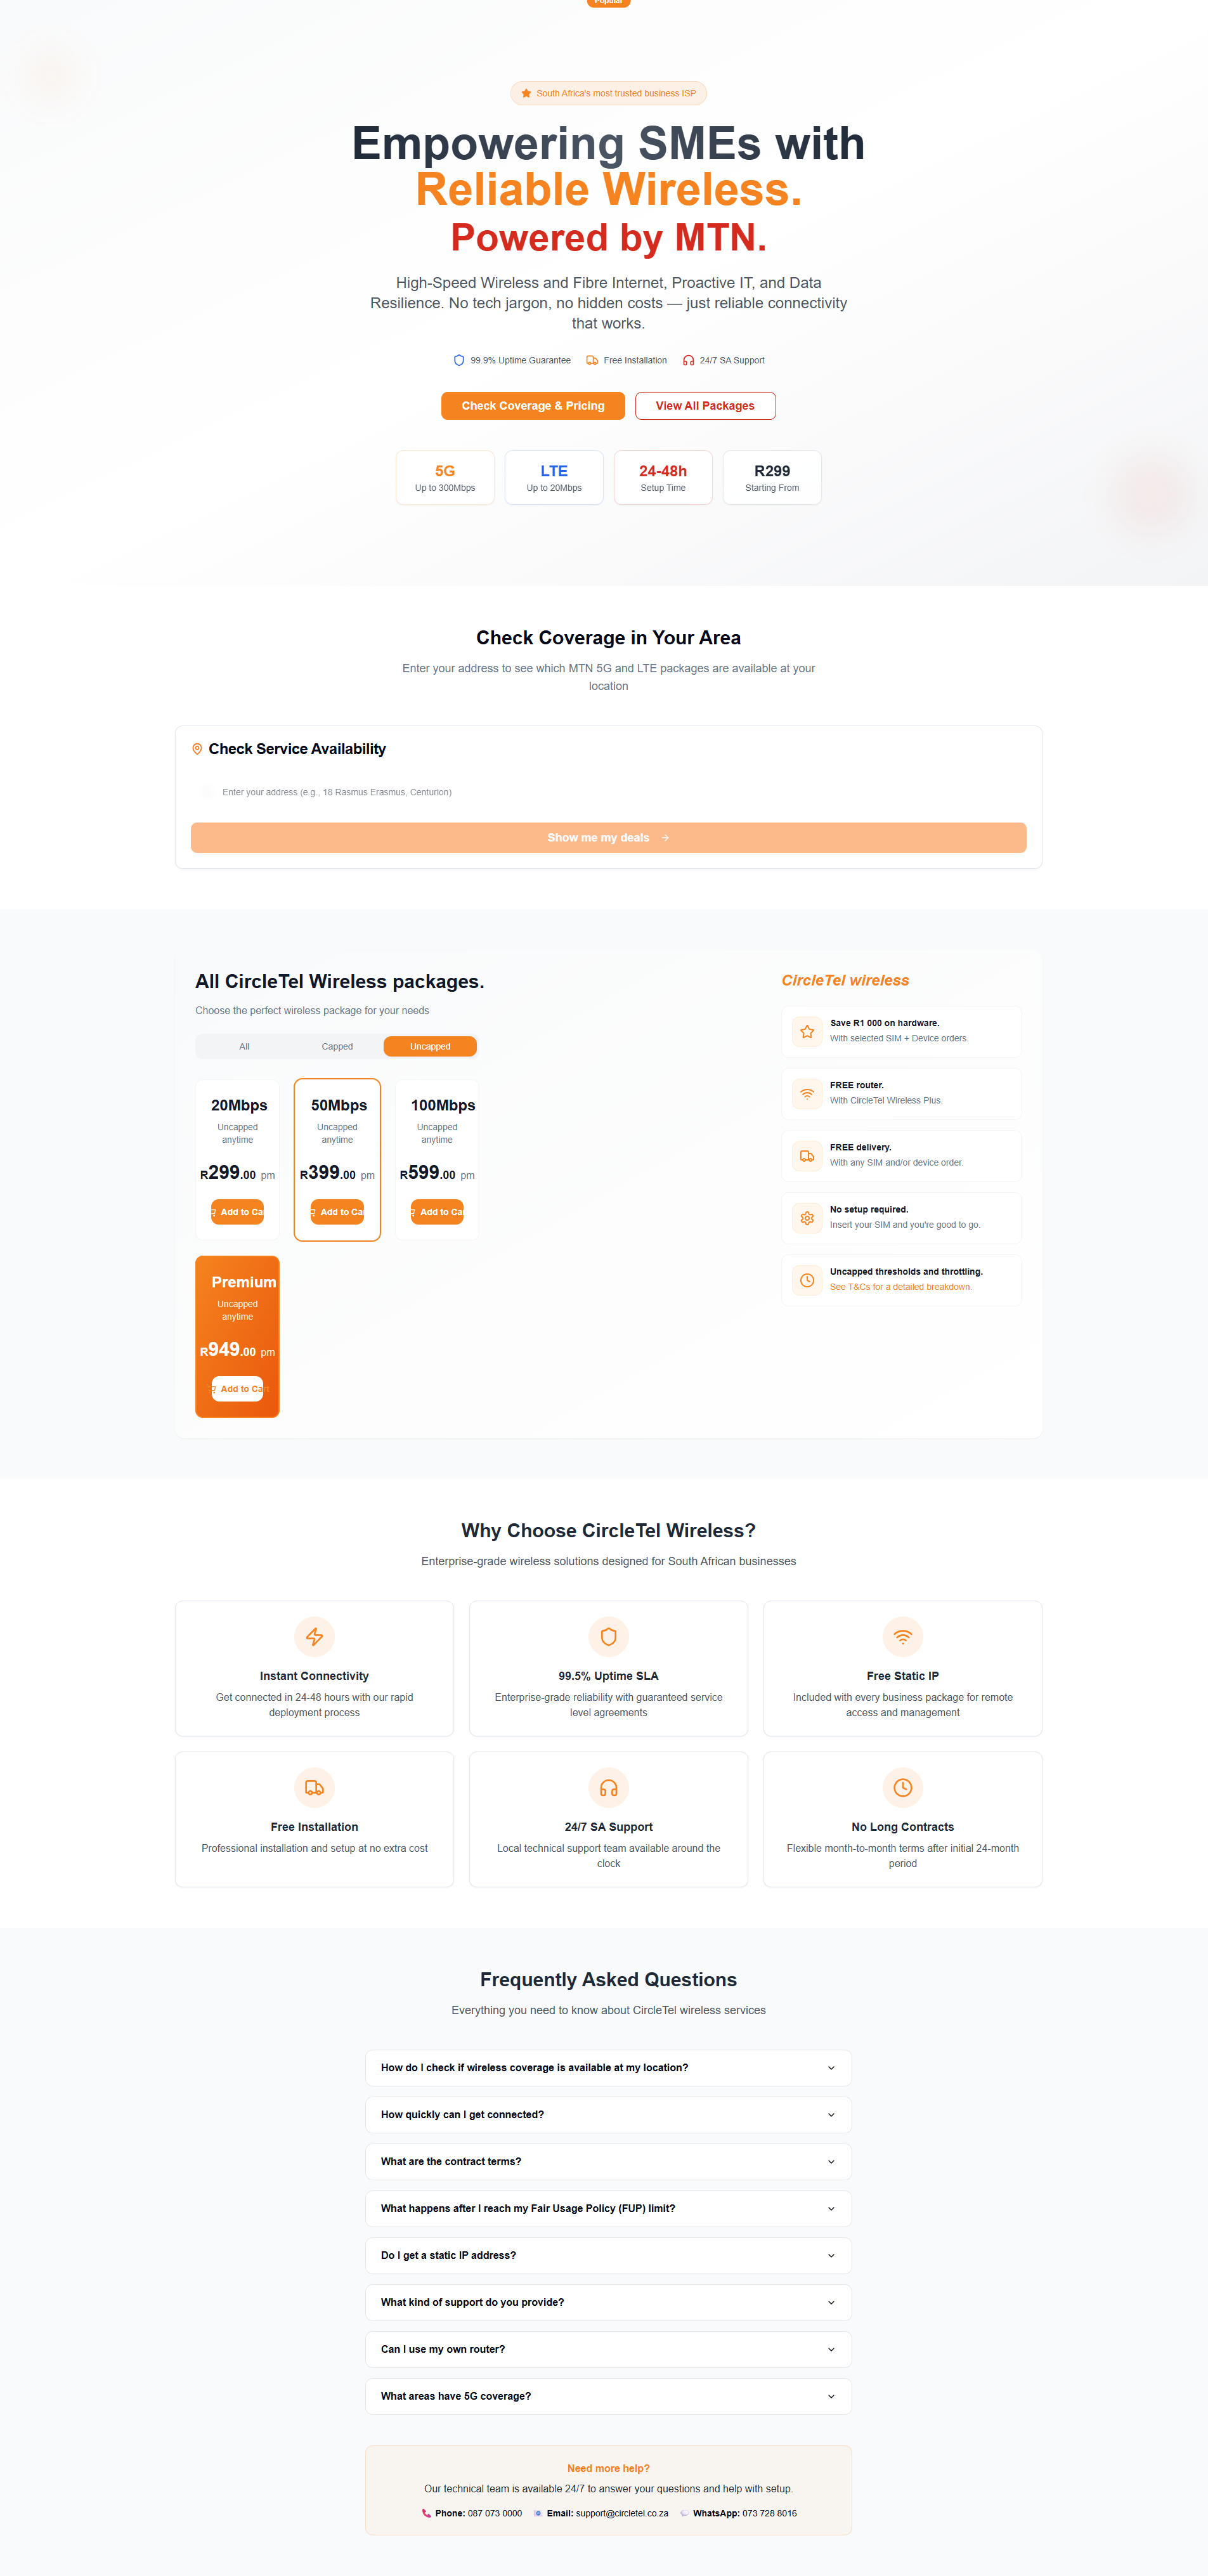 Popular
South Africa's most trusted business ISP
Empowering SMEs with
Reliable Wireless.
Powered by MTN.
High-Speed Wireless and Fibre Internet, Proactive IT, and Data
Resilience. No tech jargon, no hidden costs — just reliable connectivity
that works.
99.9% Uptime Guarantee
Free Installation
24/7 SA Support
Check Coverage & Pricing
View All Packages
5G
Up to 300Mbps
LTE
Up to 20Mbps
24-48h
Setup Time
R299
Starting From
Check Coverage in Your Area
Enter your address to see which MTN 5G and LTE packages are available at your
location
Check Service Availability
Enter your address (e.g., 18 Rasmus Erasmus, Centurion)
Show me my deals
All CircleTel Wireless packages.
Choose the perfect wireless package for your needs
All
Capped
Uncapped
20Mbps
Uncapped
anytime
R299.00 pm
Add to Ca
50Mbps
Uncapped
anytime
R399.00 pm
Add to Ca
100Mbps
Uncapped
anytime
R599.00 pm
Add to Ca
Premium
Uncapped
anytime
R949.00 pm
Add to Cart
CircleTel wireless
Save R1 000 on hardware.
With selected SIM + Device orders.
FREE router.
With CircleTel Wireless Plus.
FREE delivery.
With any SIM and/or device order.
No setup required.
Insert your SIM and you're good to go.
Uncapped thresholds and throttling.
See T&Cs for a detailed breakdown.
Why Choose CircleTel Wireless?
Enterprise-grade wireless solutions designed for South African businesses
Instant Connectivity
Get connected in 24-48 hours with our rapid
deployment process
99.5% Uptime SLA
Enterprise-grade reliability with guaranteed service
level agreements
Free Static IP
Included with every business package for remote
access and management
Free Installation
Professional installation and setup at no extra cost
24/7 SA Support
Local technical support team available around the
clock
No Long Contracts
Flexible month-to-month terms after initial 24-month
period
Frequently Asked Questions
Everything you need to know about CircleTel wireless services
How do I check if wireless coverage is available at my location?
How quickly can I get connected?
What are the contract terms?
What happens after I reach my Fair Usage Policy (FUP) limit?
Do I get a static IP address?
What kind of support do you provide?
Can I use my own router?
What areas have 5G coverage?
Need more help?
Our technical team is available 24/7 to answer your questions and help with setup.
Phone: 087 073 0000
Email: support@circletel.co.za
WhatsApp: 073 728 8016